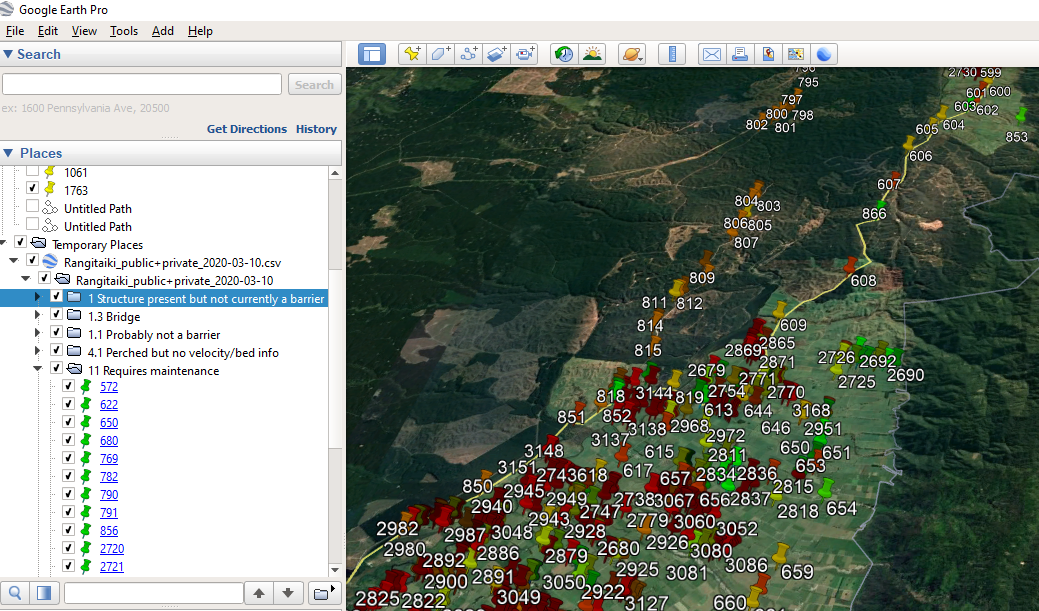 Google Earth Pro
File Edit View Tools Add Help
Search
Search
ex: 1600 Pennsylvania Ave, 20500
Get Directions History
Places
1061
1763
Untitled Path
Untitled Path
Temporary Places
Rangitaiki_public+private_2020-03-10.csv
Rangitaiki_public+private_2020-03-10
1 Structure present but not currently a barrier
1.3 Bridge
1.1 Probably not a barrier
4.1 Perched but no velocity/bed info
11 Requires maintenance
572
622
650
680
769
782
790
791
856
2720
2721
796
795 2730 599
797 601 600
800 798 603 602
802 801 605 604
853
606
607
804 803 866
806 805
807
809 608
811 812
814 609
815 2869 2865
2871 2726 2692
2679 2771 2725 2690
818 3144 819 2754 2770
851 852 613 644 3168
3138 2968 646 2951
3137 2972 650
3148 615 2811 651
3151 2743 618 617 657 2834 2836 653
850 2945 2949 2738 3067 656 2837 2815
2940 2747 2818 654
2982 2943 2779 3060
2987 3048 2928 3052
2980 2886 2879 2680 2926 3080
2892 2925 3086
2900 2891 3050 3081 659
2825 2822 3049 2922 3127 660